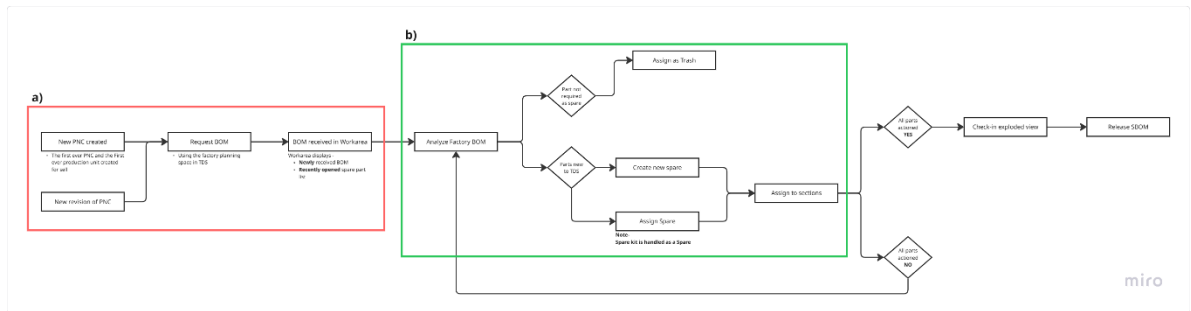 b)
a)
Assign as Trash
Part not
required
as spare
New PNC created
Request BOM
BOM received in Workarea
Analyze Factory BOM
All parts
actioned
YES
Check-in exploded view
Release SBOM
The first ever PNC and the first
ever production unit created
for sell
Using the factory planning
space in TDS
Workarea displays:
Newly received BOM
Recently opened spare part
list
Parts new
to TDS
Create new spare
Assign to sections
New revision of PNC
Assign Spare
Note:
Spare kit is handled as a Spare
All parts
actioned
NO
miro